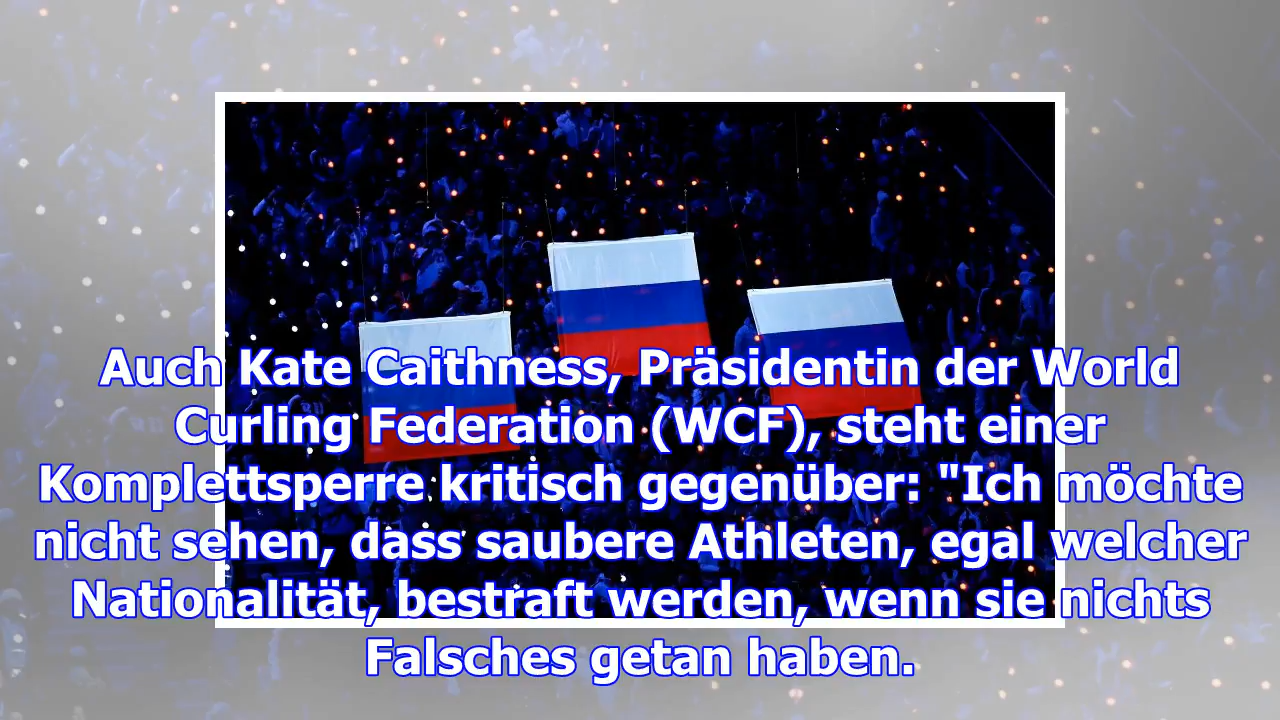 Auch Kate Caithness, Präsidentin der World
Curling Federation (WCF), steht einer
Komplettsperre kritisch gegenüber: "Ich möchte
nicht sehen, dass saubere Athleten, egal welcher
Nationalität, bestraft werden, wenn sie nichts
Falsches getan haben.